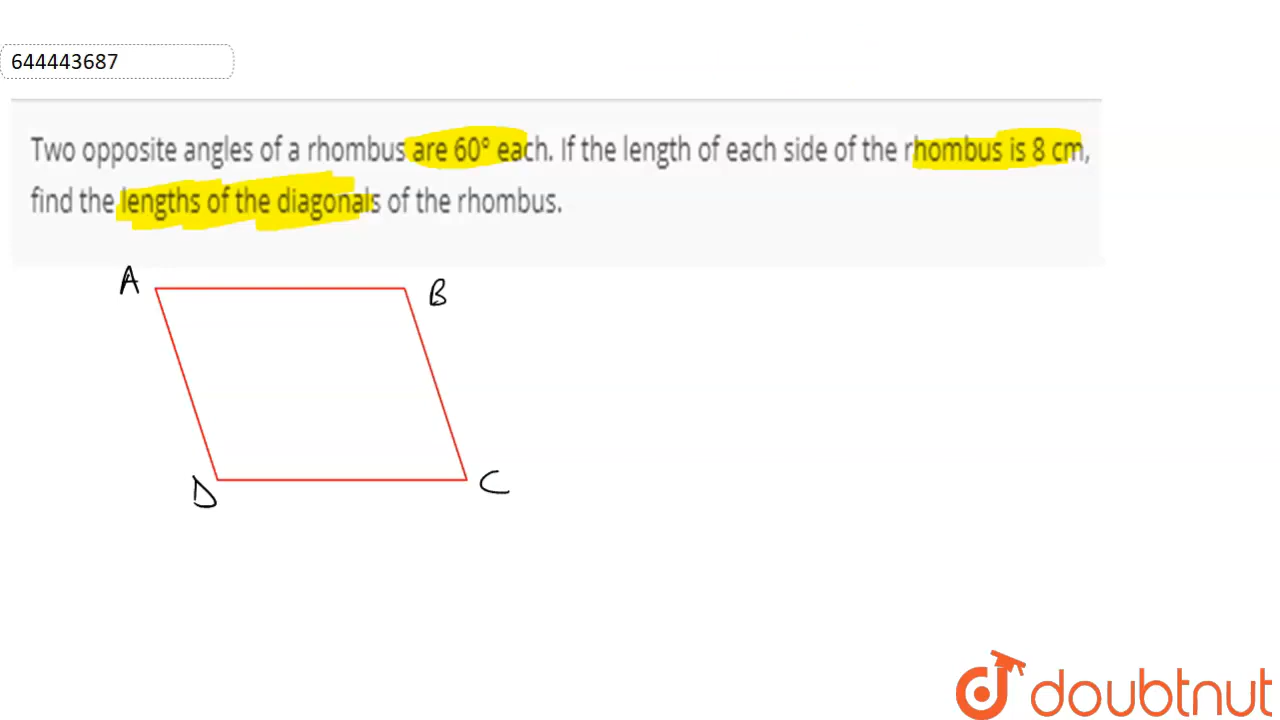 644443687
Two opposite angles of a rhombus are 60° each. If the length of each side of the rhombus is 8 cm,
find the lengths of the diagonals of the rhombus.
A
B
D
C
doubtnut